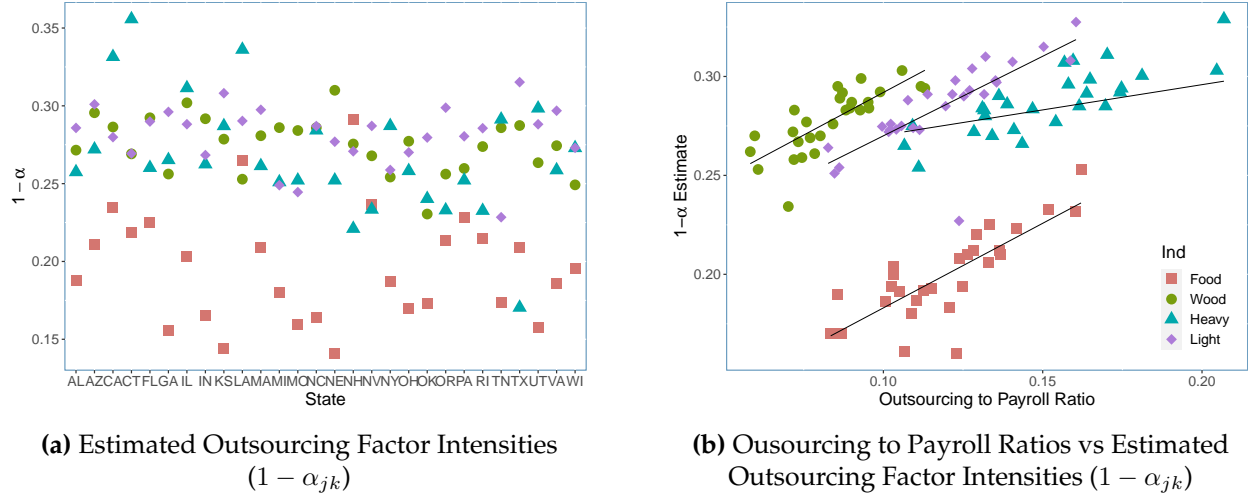 0.35
0.30
0.25
0.20
0.15
1−α
AL AZ CA CT FL GA IL IN KS LA MA MI MO NC NE NH NV NY OH OK OR PA RI TN TX UT VA WI
State
(a) Estimated Outsourcing Factor Intensities
(1 − αjk)
0.30
0.25
0.20
1−α Estimate
Ind
Food
Wood
Heavy
Light
0.10 0.15 0.20
Outsourcing to Payroll Ratio
(b) Ousourcing to Payroll Ratios vs Estimated
Outsourcing Factor Intensities (1 − αjk)